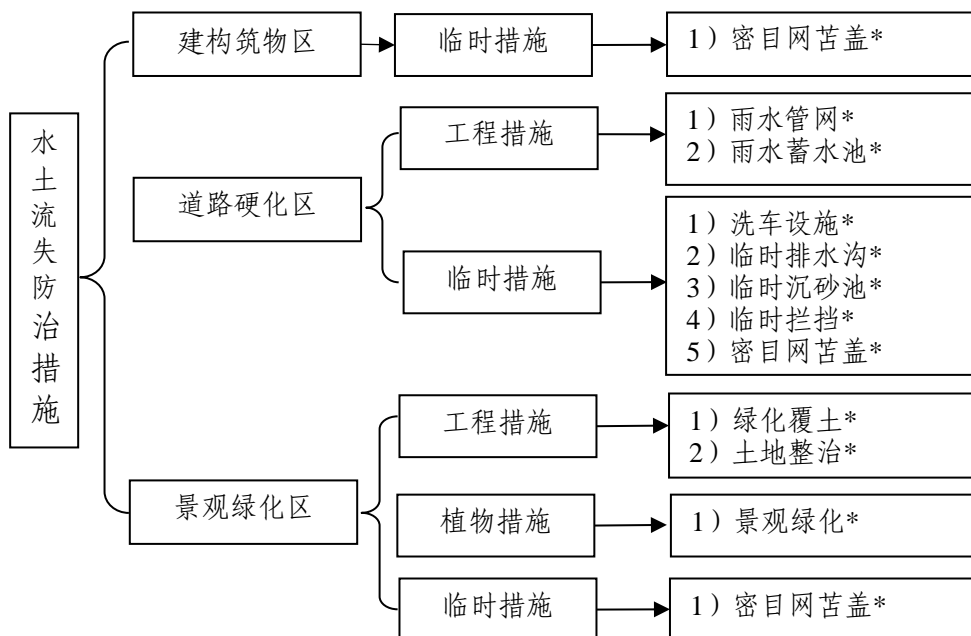 水土流失防治措施
建构筑物区
临时措施
1）密目网苫盖*
道路硬化区
工程措施
1）雨水管网*
2）雨水蓄水池*
临时措施
1）洗车设施*
2）临时排水沟*
3）临时沉砂池*
4）临时拦挡*
5）密目网苫盖*
景观绿化区
工程措施
1）绿化覆土*
2）土地整治*
植物措施
1）景观绿化*
临时措施
1）密目网苫盖*